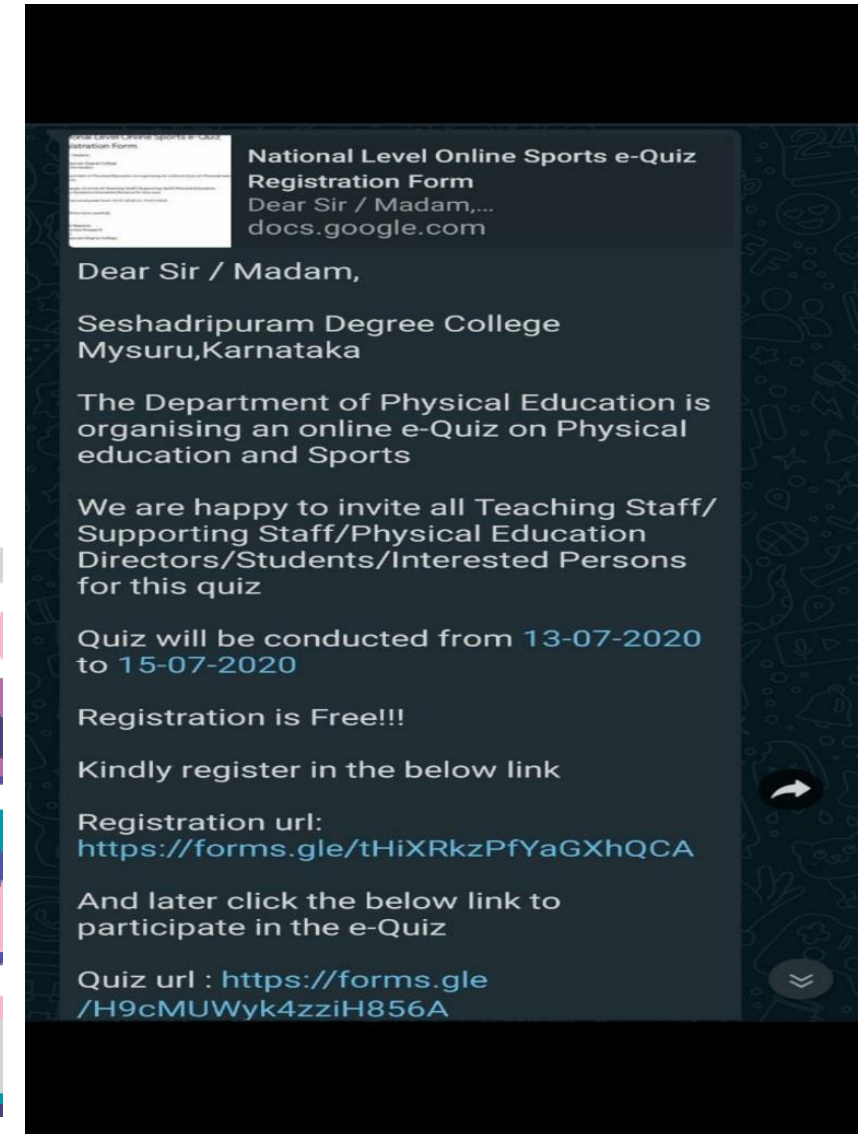 National Level Online Sports e-Quiz
Registration Form
Dear Sir / Madam,...
docs.google.com
Dear Sir / Madam,
Seshadripuram Degree College
Mysuru,Karnataka
The Department of Physical Education is
organising an online e-Quiz on Physical
education and Sports
We are happy to invite all Teaching Staff/
Supporting Staff/Physical Education
Directors/Students/Interested Persons
for this quiz
Quiz will be conducted from 13-07-2020
to 15-07-2020
Registration is Free!!!
Kindly register in the below link
Registration url:
https://forms.gle/tHiXRkzPfYaGXhQCA
And later click the below link to
participate in the e-Quiz
Quiz url : https://forms.gle
/H9cMUWyk4zziH856A